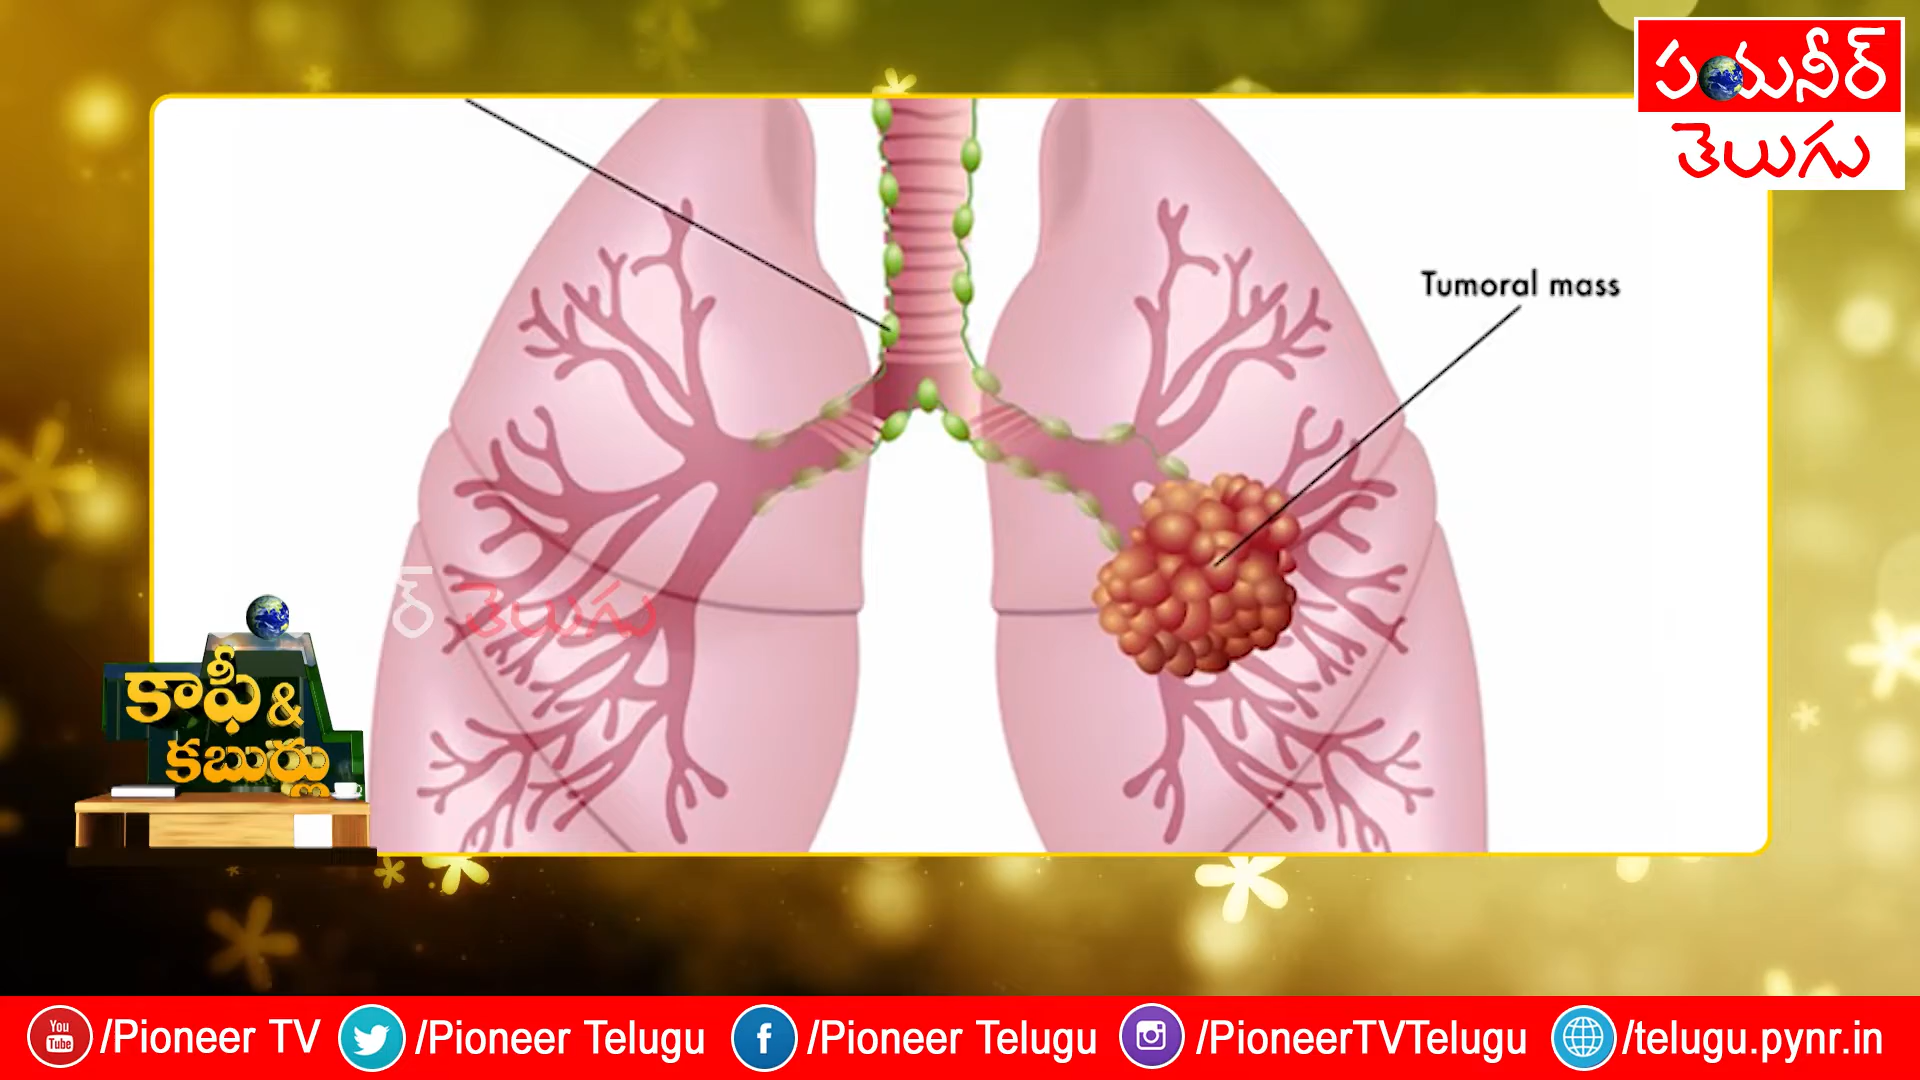 పయనీర్
తెలుగు
Tumoral mass
ర్ తెలుగు
కాఫీ &
కబుర్లు
You
Tube
/Pioneer TV
/Pioneer Telugu
/Pioneer Telugu
/PioneerTVTelugu
/telugu.pynr.in